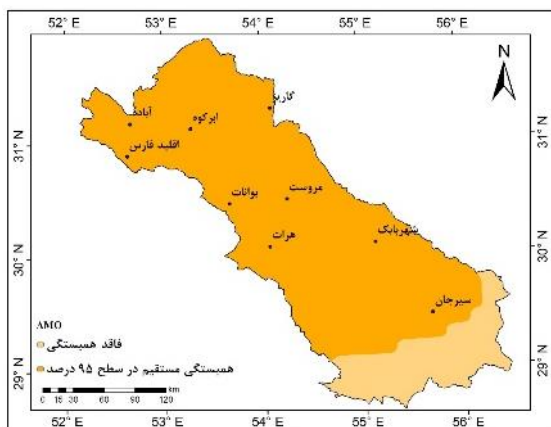 52° E 53° E 54° E 55° E 56° E
N
گاریز
آباده
ابرکوه
31° N
31° N
اقلید فارس
مروست
بوانات
شهربابک
هرات
30° N
30° N
سیرجان
AMO
فاقد همبستگی
همبستگی مستقیم در سطح ۹۵ درصد
29° N
29° N
km
0 15 30 60 90 120
52° E 53° E 54° E 55° E 56° E